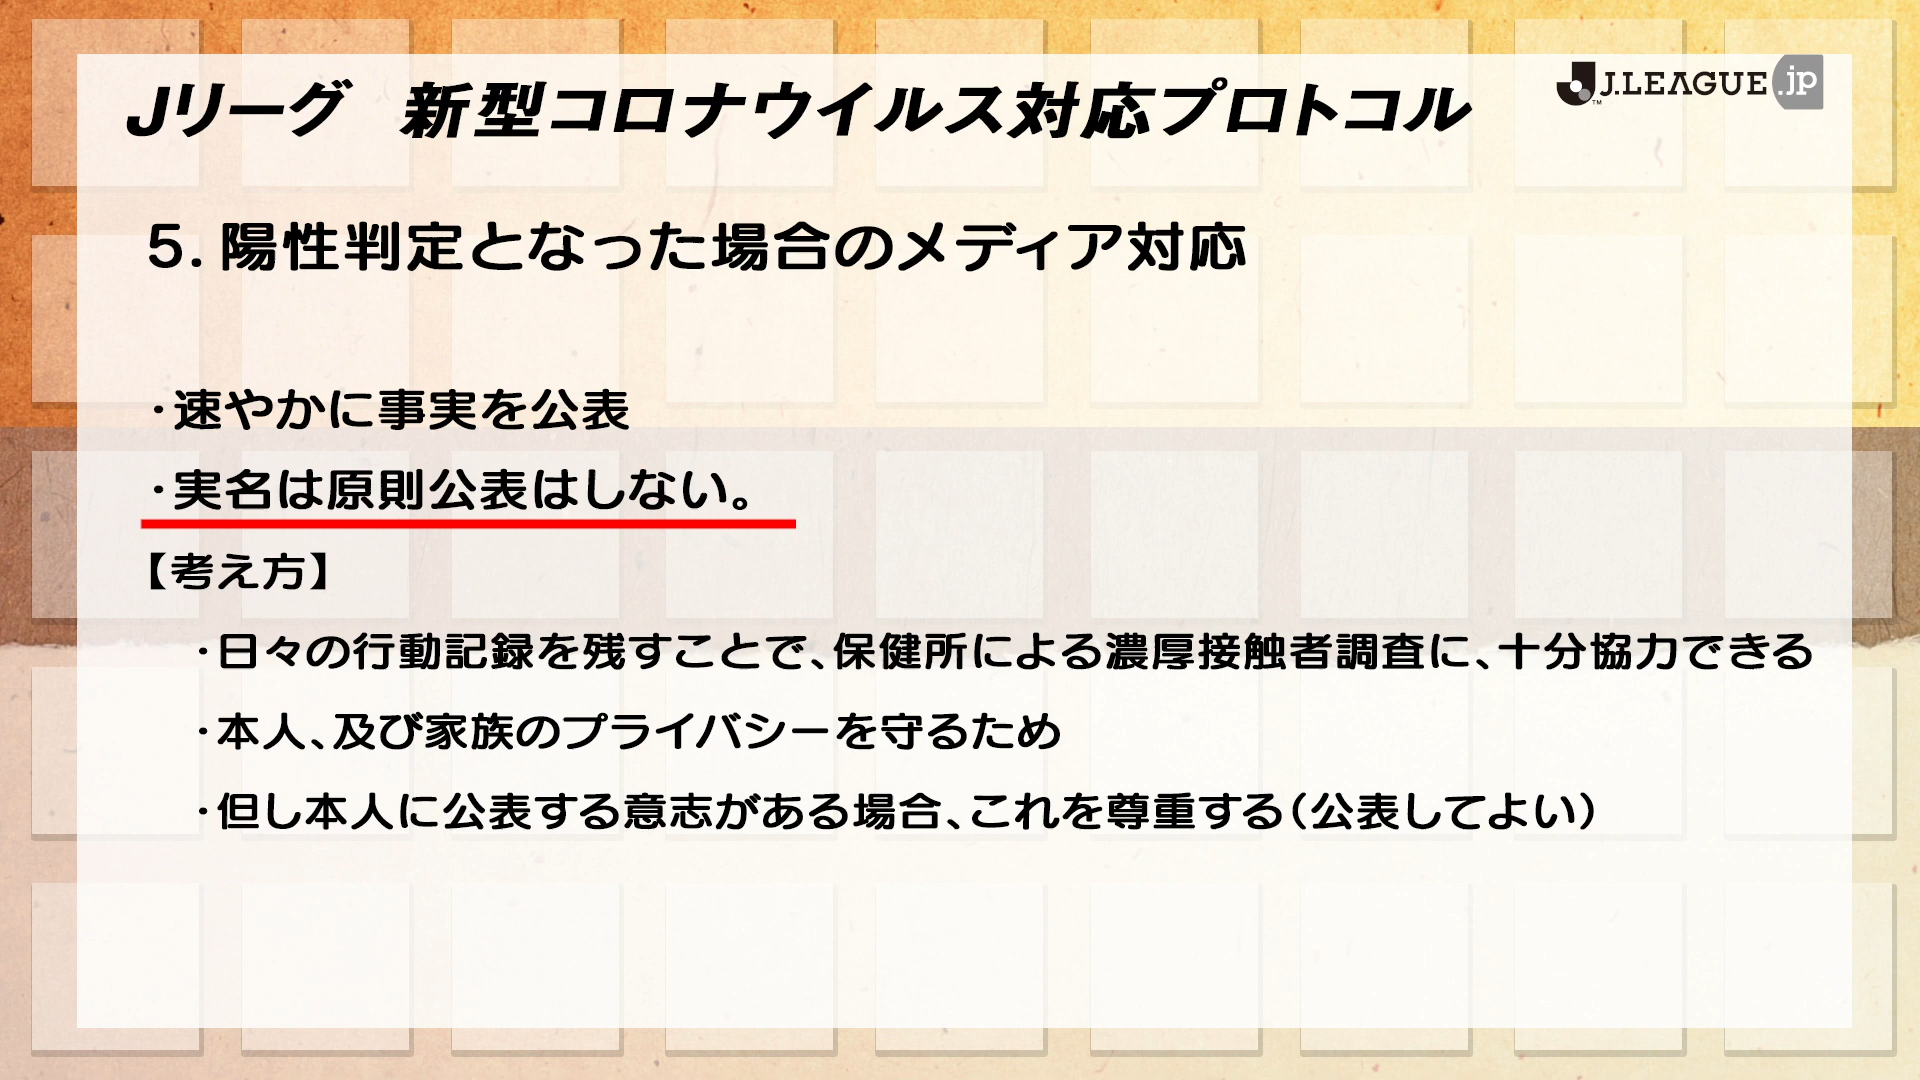 Jリーグ　新型コロナウイルス対応プロトコル
J.LEAGUE.jp
TM
5.陽性判定となった場合のメディア対応
・速やかに事実を公表
・実名は原則公表はしない。
【考え方】
・日々の行動記録を残すことで、保健所による濃厚接触者調査に、十分協力できる
・本人、及び家族のプライバシーを守るため
・但し本人に公表する意志がある場合、これを尊重する(公表してよい)